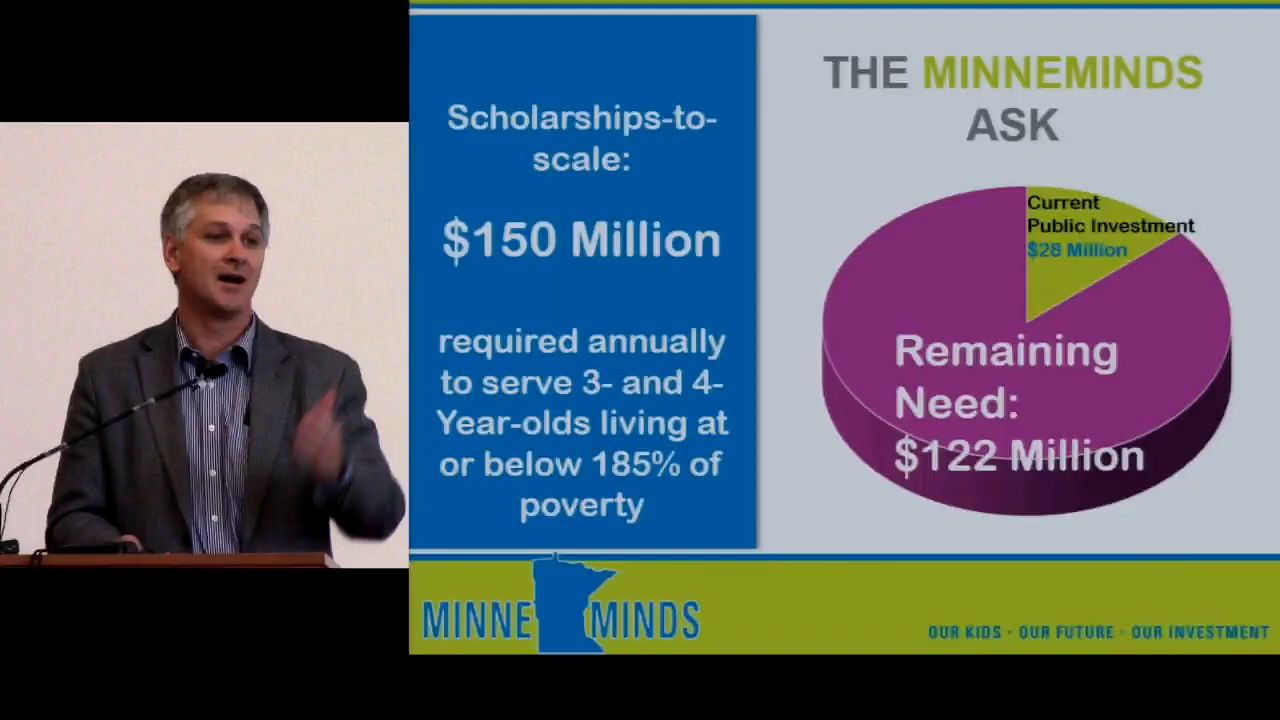 Scholarships-to-
scale:
$150 Million
required annually
to serve 3- and 4-
Year-olds living at
or below 185% of
poverty
THE MINNEMINDS
ASK
Current
Public Investment
$28 Million
Remaining
Need:
$122 Million
MINNE MINDS
OUR KIDS · OUR FUTURE · OUR INVESTMENT